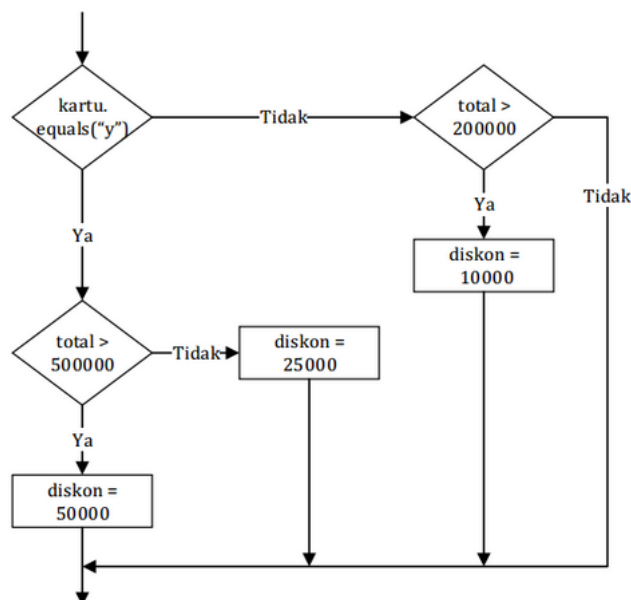 kartu.
equals(“y”)
Tidak
total >
200000
Tidak
Ya
diskon =
10000
Ya
total >
500000
Tidak
diskon =
25000
Ya
diskon =
50000